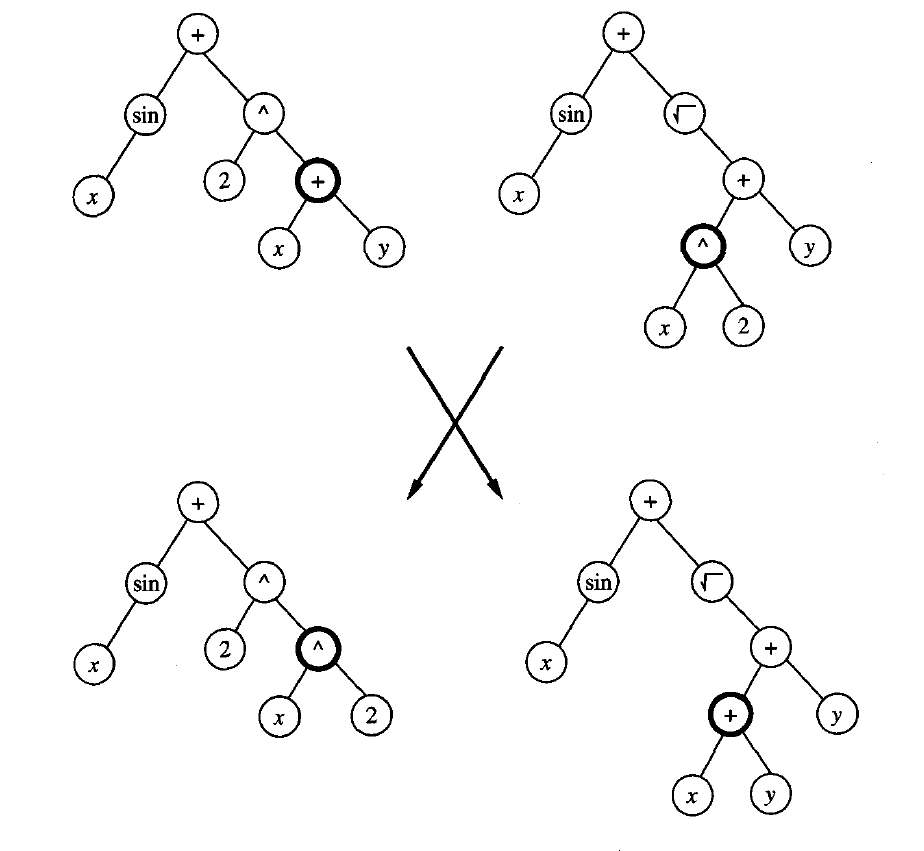 + +
sin ^ sin √
x 2 + x +
x y ^ y
x 2
+ +
sin ^ sin √
x 2 ^ x +
x 2 + y
x y